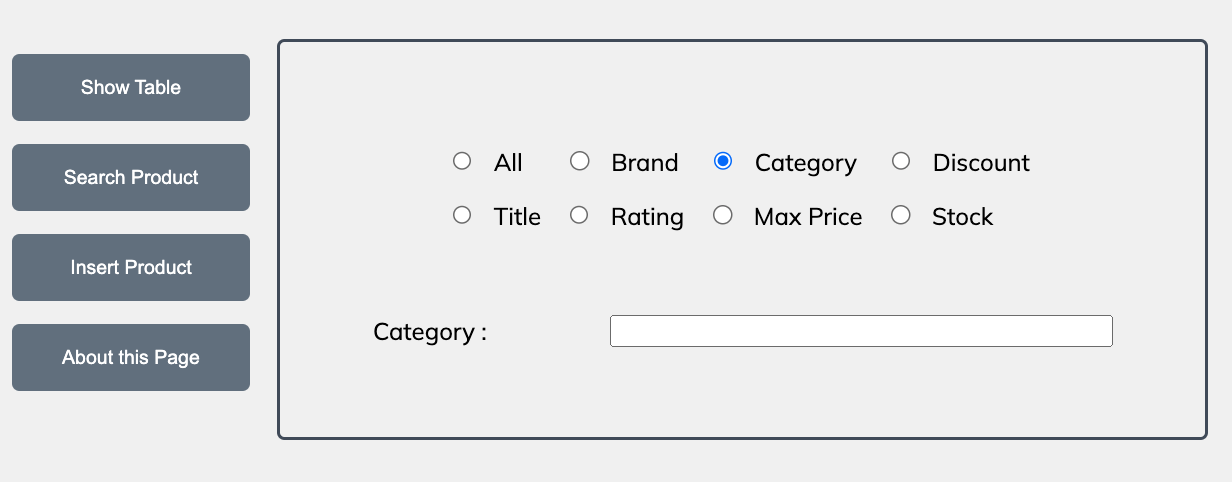 Show Table
Search Product
Insert Product
About this Page
All Brand Category Discount
Title Rating Max Price Stock
Category :